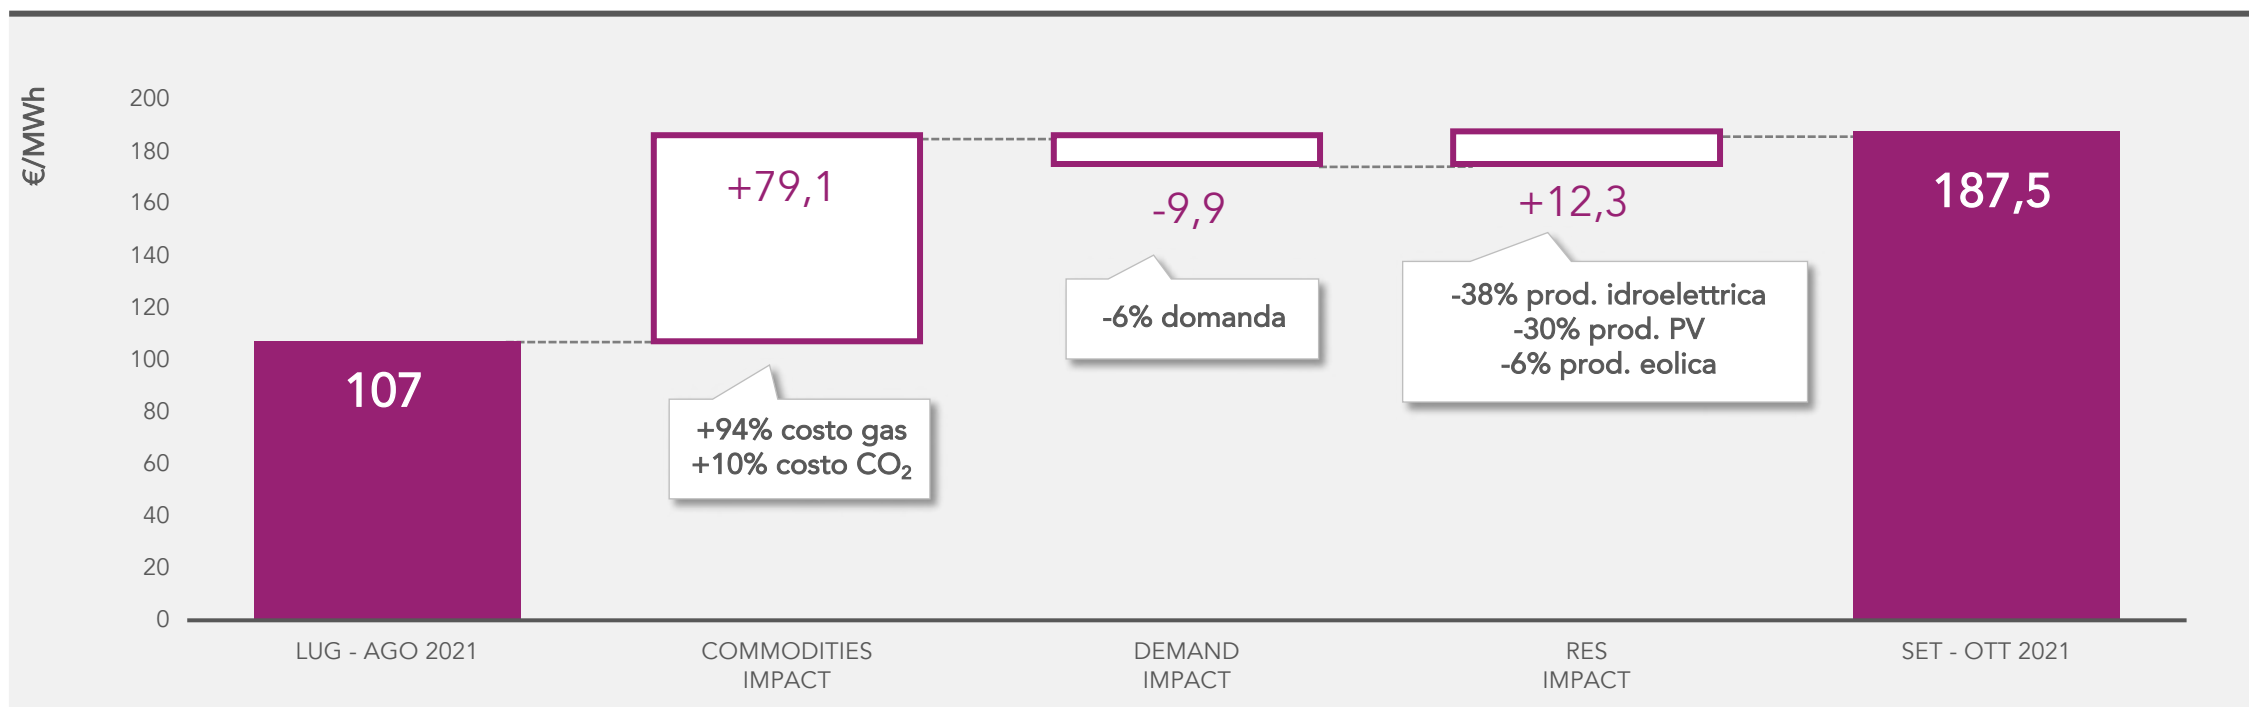 €/MWh
200
180
160
140
120
100
80
60
40
20
0
107
+79,1
-9,9
+12,3
187,5
+94% costo gas
+10% costo CO₂
-6% domanda
-38% prod. idroelettrica
-30% prod. PV
-6% prod. eolica
LUG - AGO 2021
COMMODITIES
IMPACT
DEMAND
IMPACT
RES
IMPACT
SET - OTT 2021